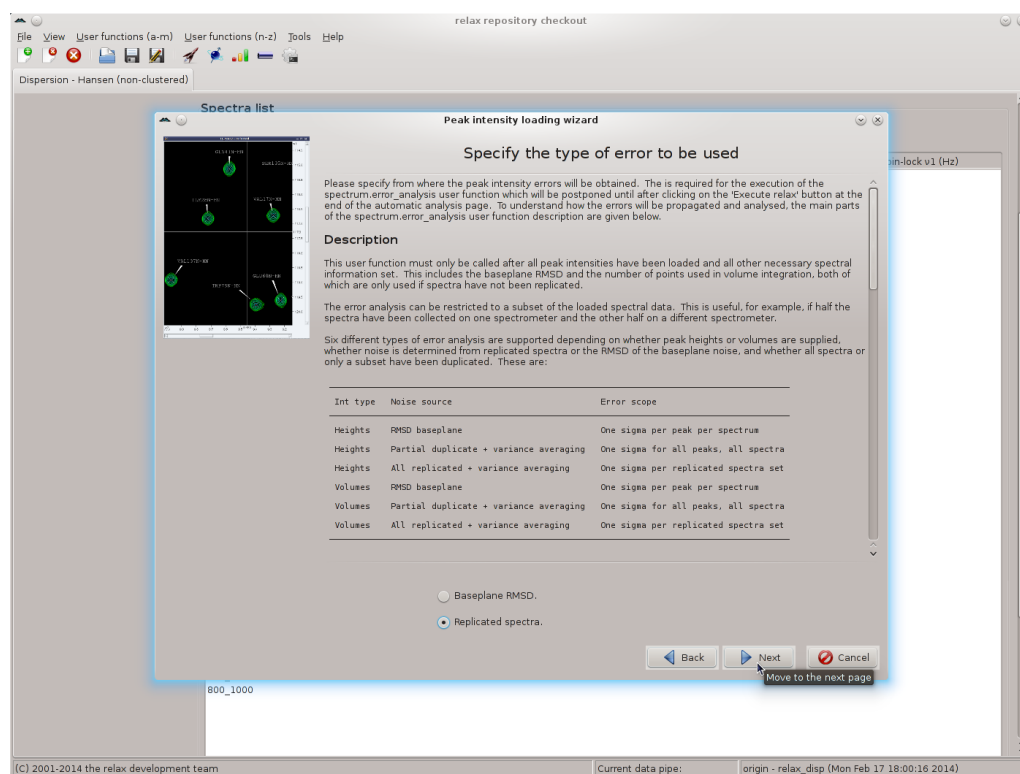 relax repository checkout
File View User functions (a-m) User functions (n-z) Tools Help
Dispersion - Hansen (non-clustered)
Spectra list
Peak intensity loading wizard
Specify the type of error to be used
in-lock ν1 (Hz)
Please specify from where the peak intensity errors will be obtained. The is required for the execution of the
spectrum.error_analysis user function which will be postponed until after clicking on the 'Execute relax' button at the
end of the automatic analysis page. To understand how the errors will be propagated and analysed, the main parts
of the spectrum.error_analysis user function description are given below.
Description
This user function must only be called after all peak intensities have been loaded and all other necessary spectral
information set. This includes the baseplane RMSD and the number of points used in volume integration, both of
which are only used if spectra have not been replicated.
The error analysis can be restricted to a subset of the loaded spectral data. This is useful, for example, if half the
spectra have been collected on one spectrometer and the other half on a different spectrometer.
Six different types of error analysis are supported depending on whether peak heights or volumes are supplied,
whether noise is determined from replicated spectra or the RMSD of the baseplane noise, and whether all spectra or
only a subset have been duplicated. These are:
Int type Noise source Error scope
Heights RMSD baseplane One sigma per peak per spectrum
Heights Partial duplicate + variance averaging One sigma for all peaks, all spectra
Heights All replicated + variance averaging One sigma per replicated spectra set
Volumes RMSD baseplane One sigma per peak per spectrum
Volumes Partial duplicate + variance averaging One sigma for all peaks, all spectra
Volumes All replicated + variance averaging One sigma per replicated spectra set
Baseplane RMSD.
Replicated spectra.
Back Next Cancel
Move to the next page
800_1000
(C) 2001-2014 the relax development team Current data pipe: origin - relax_disp (Mon Feb 17 18:00:16 2014)